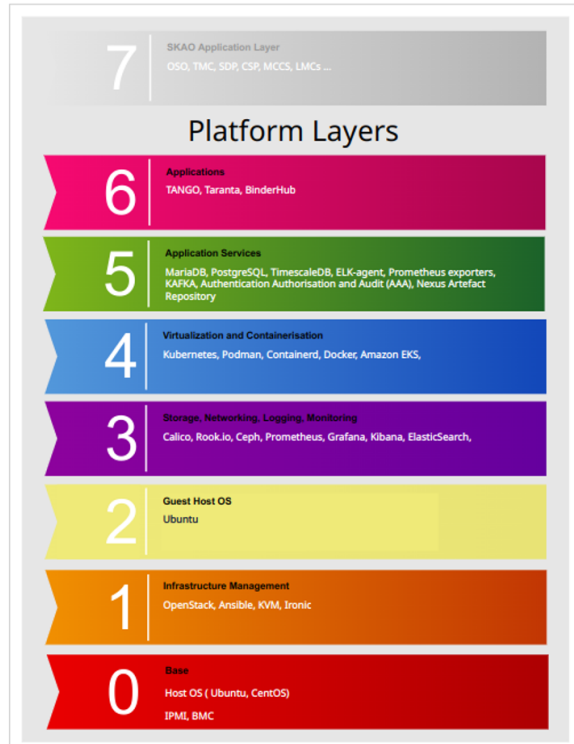 7
SKAO Application Layer
OSO, TMC, SDP, CSP, MCCS, LMCs ...
Platform Layers
6
Applications
TANGO, Taranta, BinderHub
5
Application Services
MariaDB, PostgreSQL, TimescaleDB, ELK-agent, Prometheus exporters,
KAFKA, Authentication Authorisation and Audit (AAA), Nexus Artefact
Repository
4
Virtualization and Containerisation
Kubernetes, Podman, Containerd, Docker, Amazon EKS,
3
Storage, Networking, Logging, Monitoring
Calico, Rook.io, Ceph, Prometheus, Grafana, Kibana, ElasticSearch,
2
Guest Host OS
Ubuntu
1
Infrastructure Management
OpenStack, Ansible, KVM, Ironic
0
Base
Host OS ( Ubuntu, CentOS)
IPMI, BMC